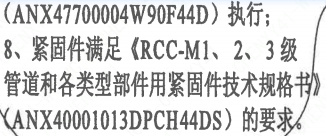 （ANX47700004W90F44D）执行；
8、紧固件满足《RCC-M1、2、3级
管道和各类型部件用紧固件技术规格书》
（ANX40001013DPCH44DS）的要求。